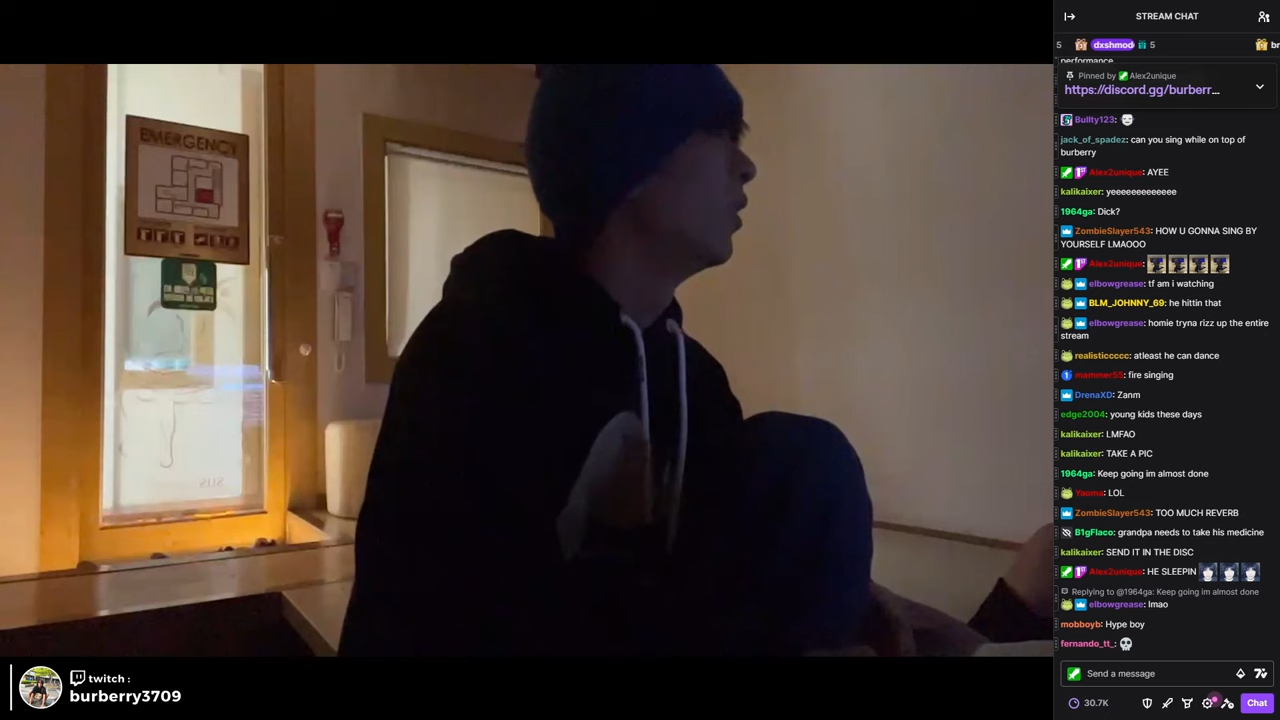 STREAM CHAT
5
dxshmod
5
br
performance
Pinned by Alex2unique
https://discord.gg/burberr...
Bullty123:
jack_of_spadez: can you sing while on top of
burberry
Alex2unique: AYEE
kalikaixer: yeeeeeeeeeeeee
1964ga: Dick?
ZombieSlayer543: HOW U GONNA SING BY
YOURSELF LMAOOO
Alex2unique:
elbowgrease: tf am i watching
BLM_JOHNNY_69: he hittin that
elbowgrease: homie tryna rizz up the entire
stream
realisticcccc: atleast he can dance
mammer55: fire singing
DrenaXD: Zanm
edge2004: young kids these days
kalikaixer: LMFAO
kalikaixer: TAKE A PIC
1964ga: Keep going im almost done
Yaoma: LOL
ZombieSlayer543: TOO MUCH REVERB
B1gFlaco: grandpa needs to take his medicine
kalikaixer: SEND IT IN THE DISC
Alex2unique: HE SLEEPIN
Replying to @1964ga: Keep going im almost done
elbowgrease: lmao
mobboyb: Hype boy
fernando_tt_:
Send a message
30.7K
Chat
EMERGENCY
twitch :
burberry3709